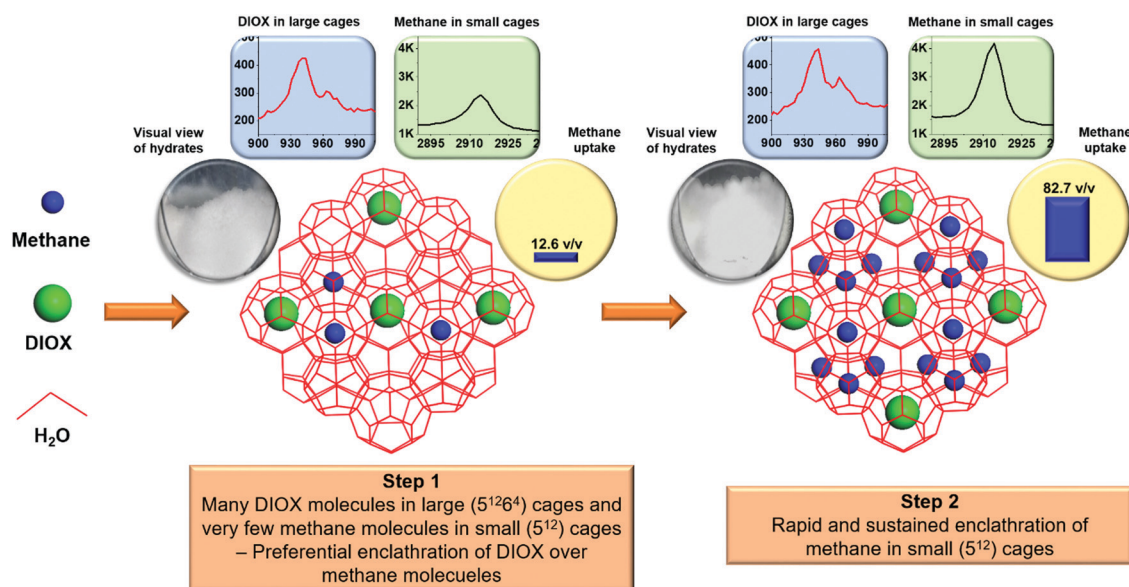 DIOX in large cages
Methane in small cages
500
400
300
200
900 930 960 990
4K
3K
2K
1K
2895 2910 2925 2
Visual view
of hydrates
Methane
uptake
12.6 v/v
DIOX in large cages
Methane in small cages
400
300
200
900 930 960 990
4K
3K
2K
1K
2895 2910 2925 2
Visual view
of hydrates
Methane
uptake
82.7 v/v
Methane
DIOX
H₂O
Step 1
Many DIOX molecules in large (5¹²6⁴) cages and
very few methane molecules in small (5¹²) cages
– Preferential enclathration of DIOX over
methane molecueles
Step 2
Rapid and sustained enclathration of
methane in small (5¹²) cages